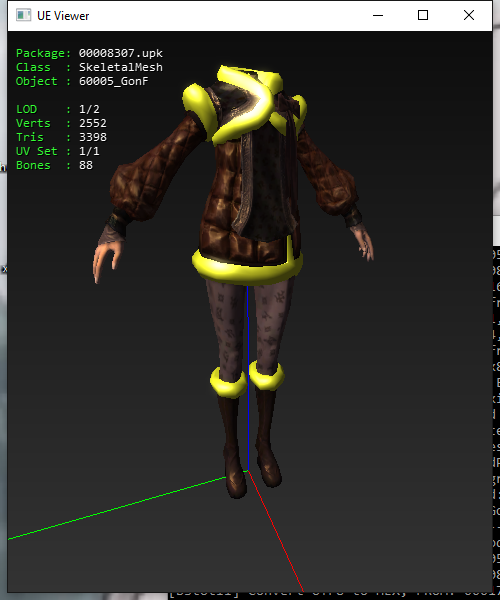 UE Viewer
Package: 00008307.upk
Class : SkeletalMesh
Object : 60005_GonF
LOD : 1/2
Verts : 2552
Tris : 3398
UV Set : 1/1
Bones : 88